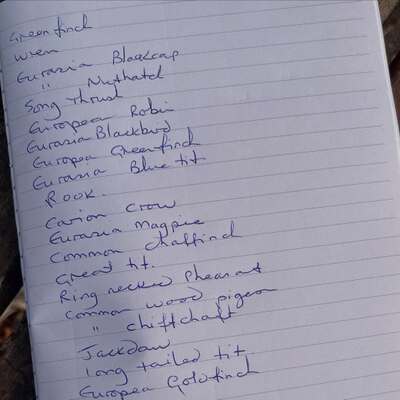 Greenfinch
Wren
Eurasia Blackcap
" Nuthatch
Song Thrush
European Robin
Eurasia Blackbird
Europea Greenfinch
Eurasia Blue tit
Rook.
Carion Crow
Eurasia Magpie
Common Chaffinch
Great tit.
Ring necked Pheasant
Common wood pigeon
" chiffchaff
Jackdaw
Long tailed tit
Europea Goldfinch